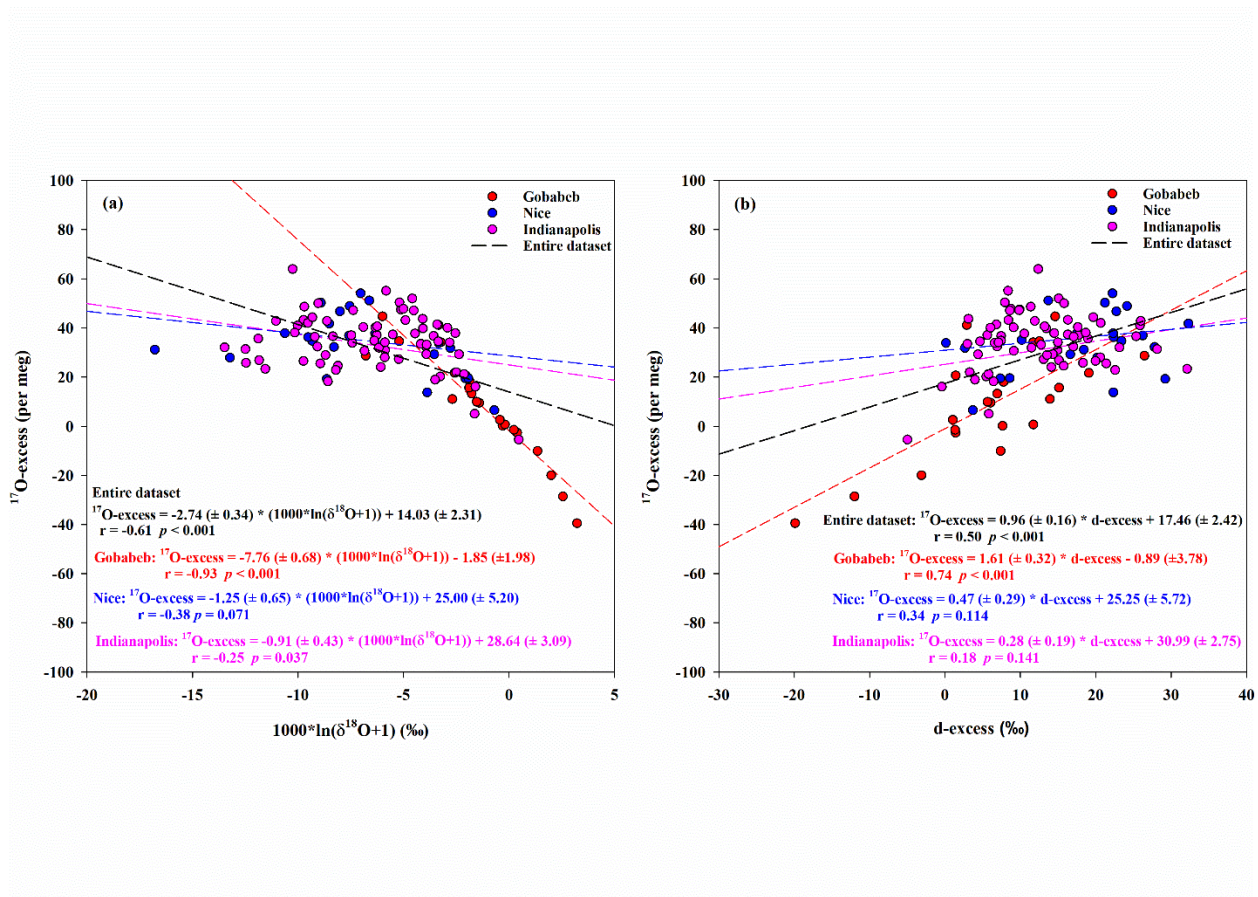 (a)
Gobabeb
Nice
Indianapolis
Entire dataset
100
80
60
40
20
0
-20
-40
-60
-80
-100
¹⁷O-excess (per meg)
Entire dataset
¹⁷O-excess = -2.74 (± 0.34) * (1000*ln(δ¹⁸O+1)) + 14.03 (± 2.31)
r = -0.61 p < 0.001
Gobabeb: ¹⁷O-excess = -7.76 (± 0.68) * (1000*ln(δ¹⁸O+1)) - 1.85 (±1.98)
r = -0.93 p < 0.001
Nice: ¹⁷O-excess = -1.25 (± 0.65) * (1000*ln(δ¹⁸O+1)) + 25,00 (± 5.20)
r = -0.38 p = 0.071
Indianapolis: ¹⁷O-excess = -0.91 (± 0.43) * (1000*ln(δ¹⁸O+1)) + 28.64 (± 3.09)
r = -0.25 p = 0.037
-20 -15 -10 -5 0 5
1000*ln(δ¹⁸O+1) (‰)
(b)
Gobabeb
Nice
Indianapolis
Entire dataset
100
80
60
40
20
0
-20
-40
-60
-80
-100
¹⁷O-excess (per meg)
Entire dataset: ¹⁷O-excess = 0.96 (± 0.16) * d-excess + 17.46 (± 2.42)
r = 0.50 p < 0.001
Gobabeb: ¹⁷O-excess = 1.61 (± 0.32) * d-excess - 0.89 (±3.78)
r = 0.74 p < 0.001
Nice: ¹⁷O-excess = 0.47 (± 0.29) * d-excess + 25.25 (± 5.72)
r = 0.34 p = 0.114
Indianapolis: ¹⁷O-excess = 0.28 (± 0.19) * d-excess + 30.99 (± 2.75)
r = 0.18 p = 0.141
-30 -20 -10 0 10 20 30 40
d-excess (‰)